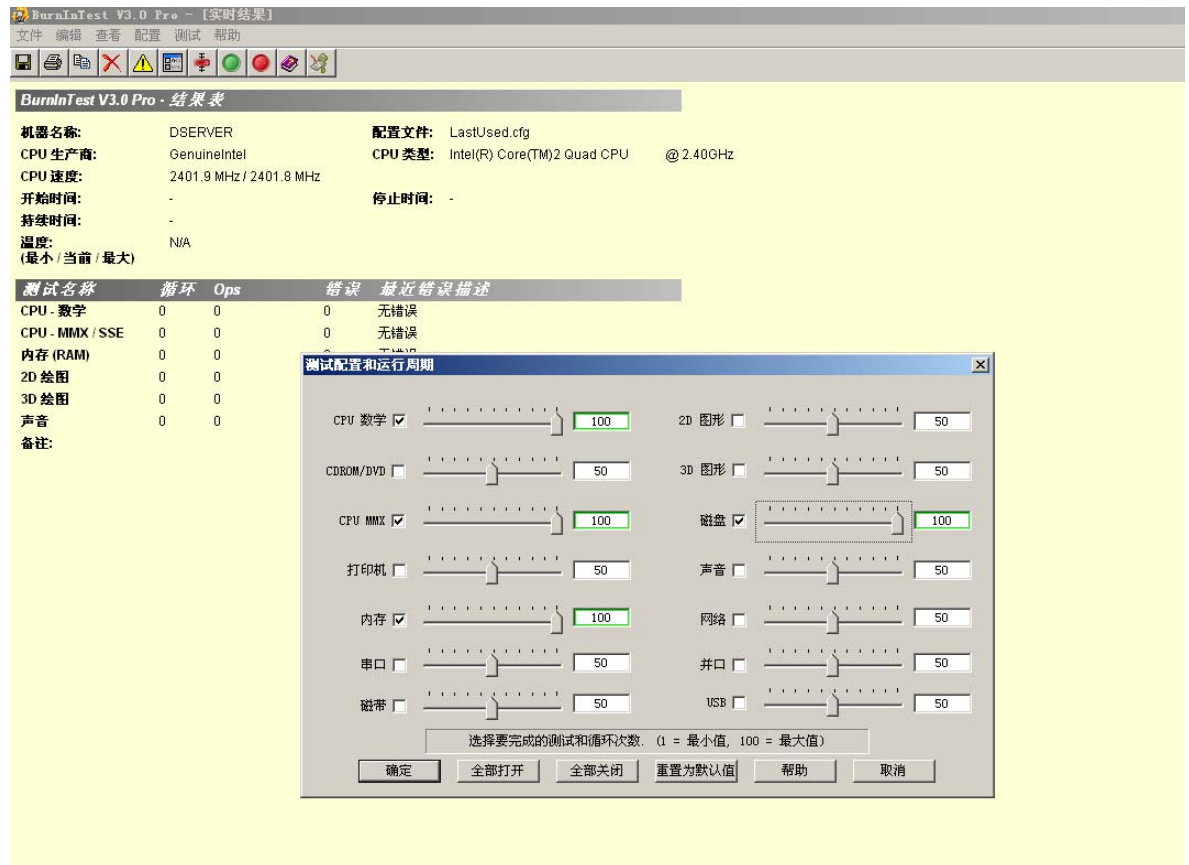 BurnInTest V3.0 Pro - [实时结果]
文件 编辑 查看 配置 测试 帮助
BurnInTest V3.0 Pro - 结果表
机器名称: DSERVER 配置文件: LastUsed.cfg
CPU 生产商: GenuineIntel CPU 类型: Intel(R) Core(TM)2 Quad CPU @ 2.40GHz
CPU 速度: 2401.9 MHz / 2401.8 MHz
开始时间: - 停止时间: -
持续时间: -
温度: N/A
(最小 / 当前 / 最大)
测试名称 循环 Ops 错误 最近错误描述
CPU - 数学 0 0 0 无错误
CPU - MMX / SSE 0 0 0 无错误
内存 (RAM) 0 0
2D 绘图 0 0
3D 绘图 0 0
声音 0 0
备注:
测试配置和运行周期
CPU 数学 100 2D 图形 50
CDROM/DVD 50 3D 图形 50
CPU MMX 100 磁盘 100
打印机 50 声音 50
内存 100 网络 50
串口 50 并口 50
磁带 50 USB 50
选择要完成的测试和循环次数. (1 = 最小值, 100 = 最大值)
确定 全部打开 全部关闭 重置为默认值 帮助 取消